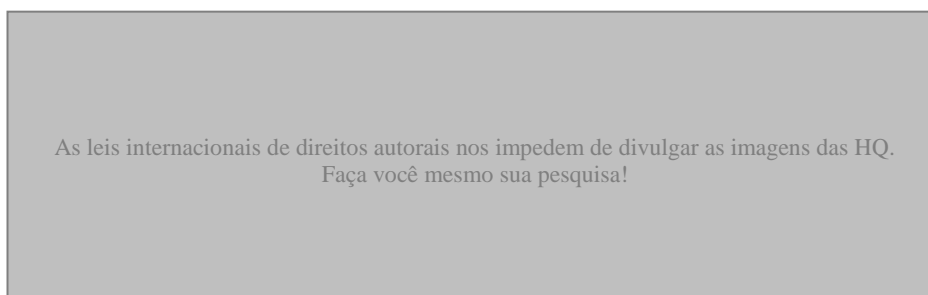 As leis internacionais de direitos autorais nos impedem de divulgar as imagens das HQ.
Faça você mesmo sua pesquisa!